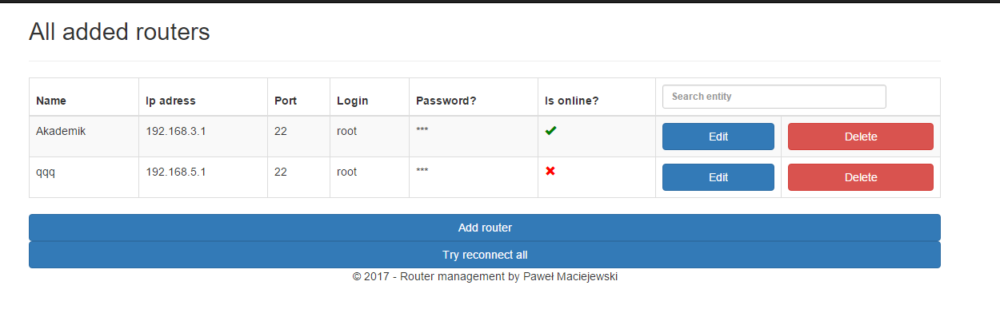 All added routers
Name Ip adress Port Login Password? Is online? Search entity
Akademik 192.168.3.1 22 root *** Edit Delete
qqq 192.168.5.1 22 root *** Edit Delete
Add router
Try reconnect all
© 2017 - Router management by Paweł Maciejewski